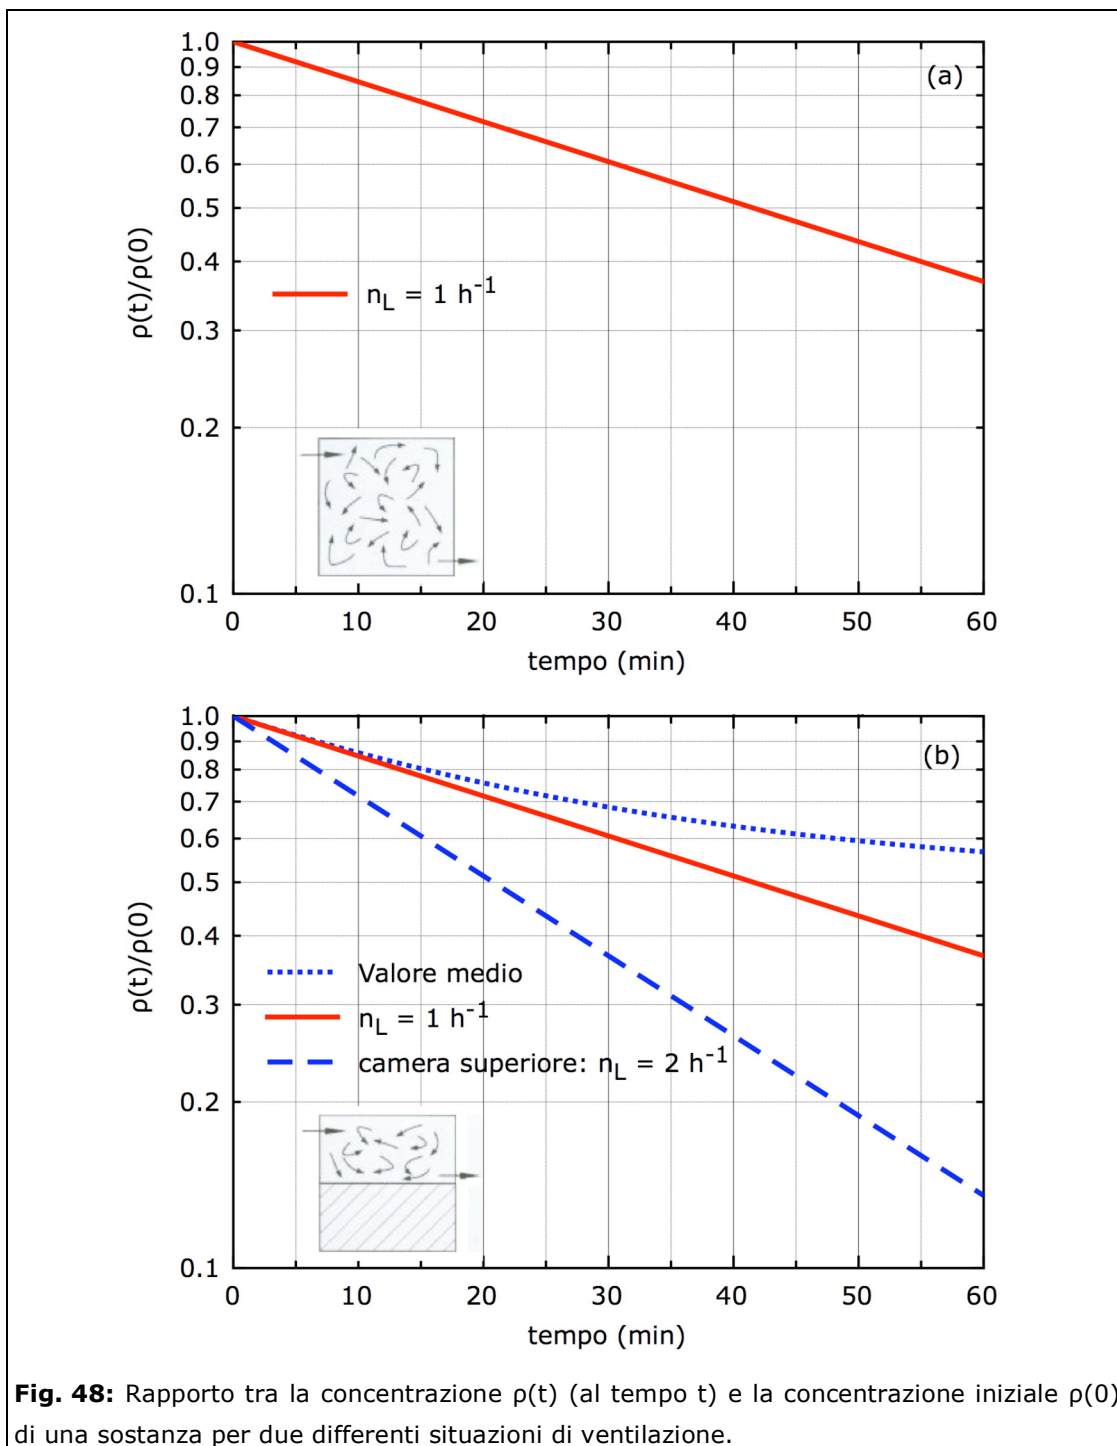 1.0
0.9
0.8
0.7
0.6
0.5
0.4
0.3
0.2
0.1
ρ(t)/ρ(0)
(a)
n_L = 1 h⁻¹
0 10 20 30 40 50 60
tempo (min)
1.0
0.9
0.8
0.7
0.6
0.5
0.4
0.3
0.2
0.1
ρ(t)/ρ(0)
(b)
Valore medio
n_L = 1 h⁻¹
camera superiore: n_L = 2 h⁻¹
0 10 20 30 40 50 60
tempo (min)
Fig. 48: Rapporto tra la concentrazione ρ(t) (al tempo t) e la concentrazione iniziale ρ(0)
di una sostanza per due differenti situazioni di ventilazione.